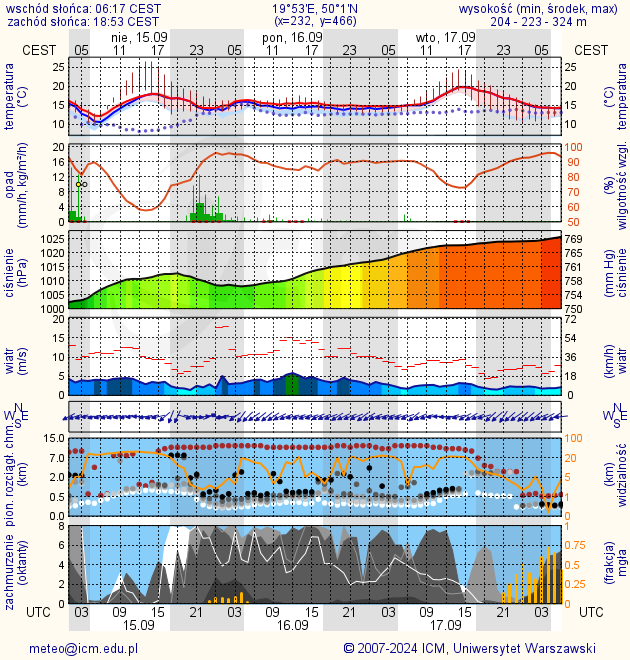 wschód słońca: 06:17 CEST 19°53'E, 50°1'N wysokość (min, środek, max)
zachód słońca: 18:53 CEST (x=232, y=466) 204 - 223 - 324 m
nie, 15.09 pon, 16.09 wto, 17.09
CEST 05 11 17 23 05 11 17 23 05 11 17 23 05 CEST
temperatura (°C)
25 20 15 10
25 20 15 10
(°C) temperatura
opad (mm/h, kg/m²/h)
20 16 12 8 4 0
100 90 80 70 60 50
(%) wilgotność wzgl.
ciśnienie (hPa)
1025 1020 1015 1010 1005 1000
769 765 761 758 754 750
(mm Hg) ciśnienie
wiatr (m/s)
20 15 10 5 0
72 54 36 18 0
(km/h) wiatr
N W E S
N W E S
pion. rozciągł. chm. (km)
15.0 7.0 2.0 0.5 0.0
100 20 5 1 0
(km) widzialność
zachmurzenie (oktanty)
8 6 4 2 0
1 0.75 0.5 0.25 0
(frakcja) mgła
UTC 03 09 15 21 03 09 15 21 03 09 15 21 03 UTC
15.09 16.09 17.09
meteo@icm.edu.pl © 2007-2024 ICM, Uniwersytet Warszawski